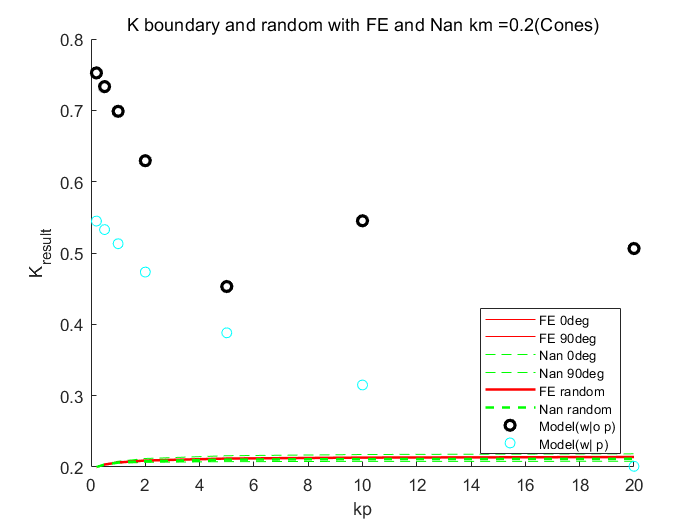 K boundary and random with FE and Nan km =0.2(Cones)
0.8
0.7
0.6
0.5
0.4
0.3
0.2
K_result
0 2 4 6 8 10 12 14 16 18 20
kp
FE 0deg
FE 90deg
Nan 0deg
Nan 90deg
FE random
Nan random
Model(w|o p)
Model(w| p)